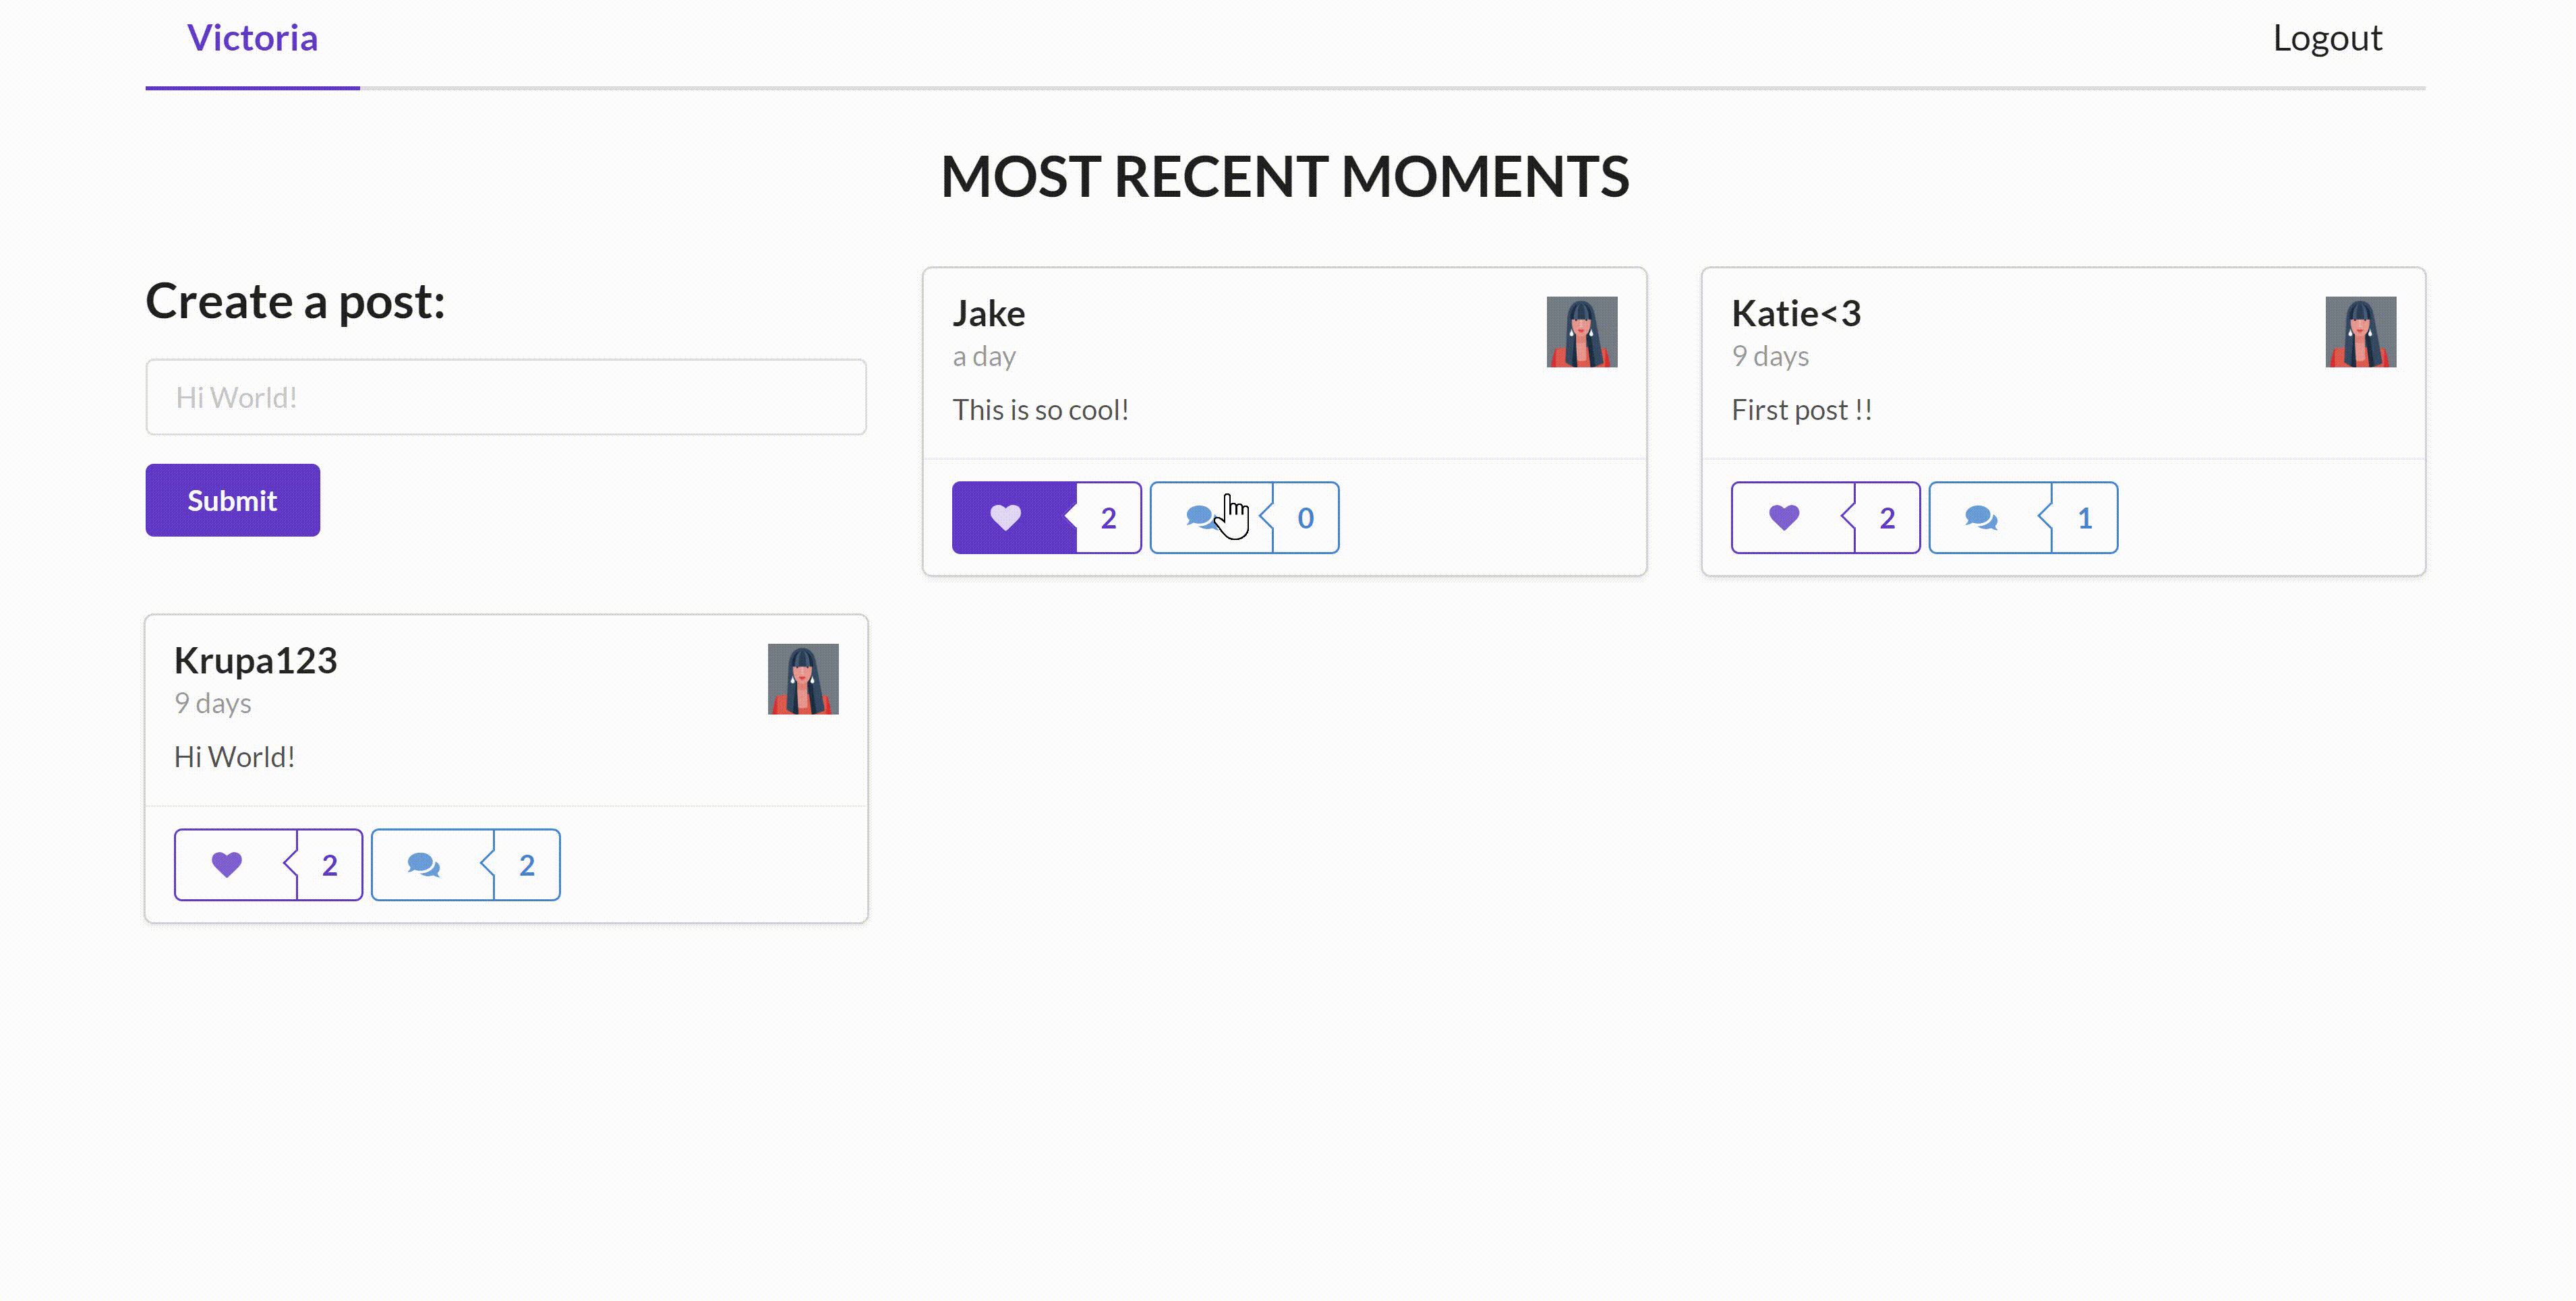 Victoria
Logout
MOST RECENT MOMENTS
Create a post:
Hi World!
Submit
Jake
a day
This is so cool!
2
0
Katie<3
9 days
First post !!
2
1
Krupa123
9 days
Hi World!
2
2